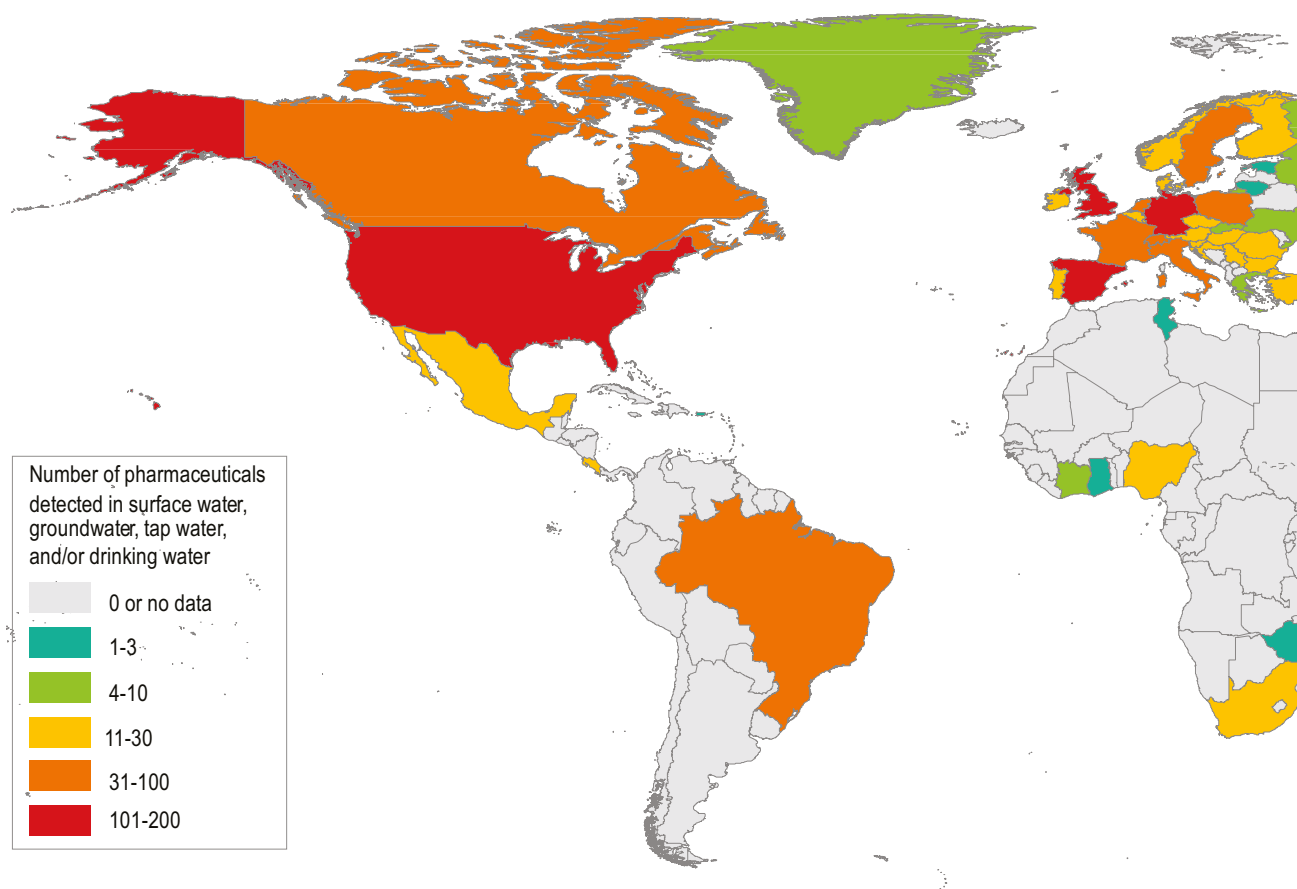 Number of pharmaceuticals
detected in surface water,
groundwater, tap water,
and/or drinking water
0 or no data
1-3
4-10
11-30
31-100
101-200